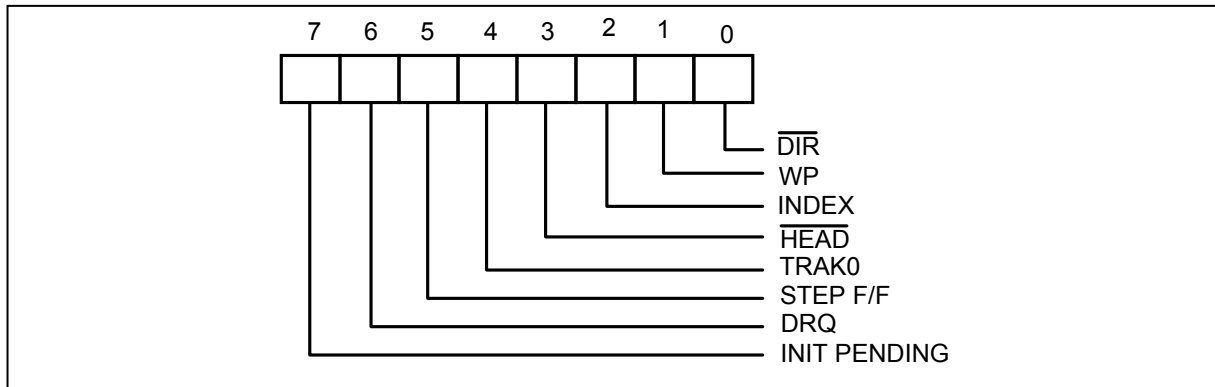 7 6 5 4 3 2 1 0
DIR
WP
INDEX
HEAD
TRAK0
STEP F/F
DRQ
INIT PENDING